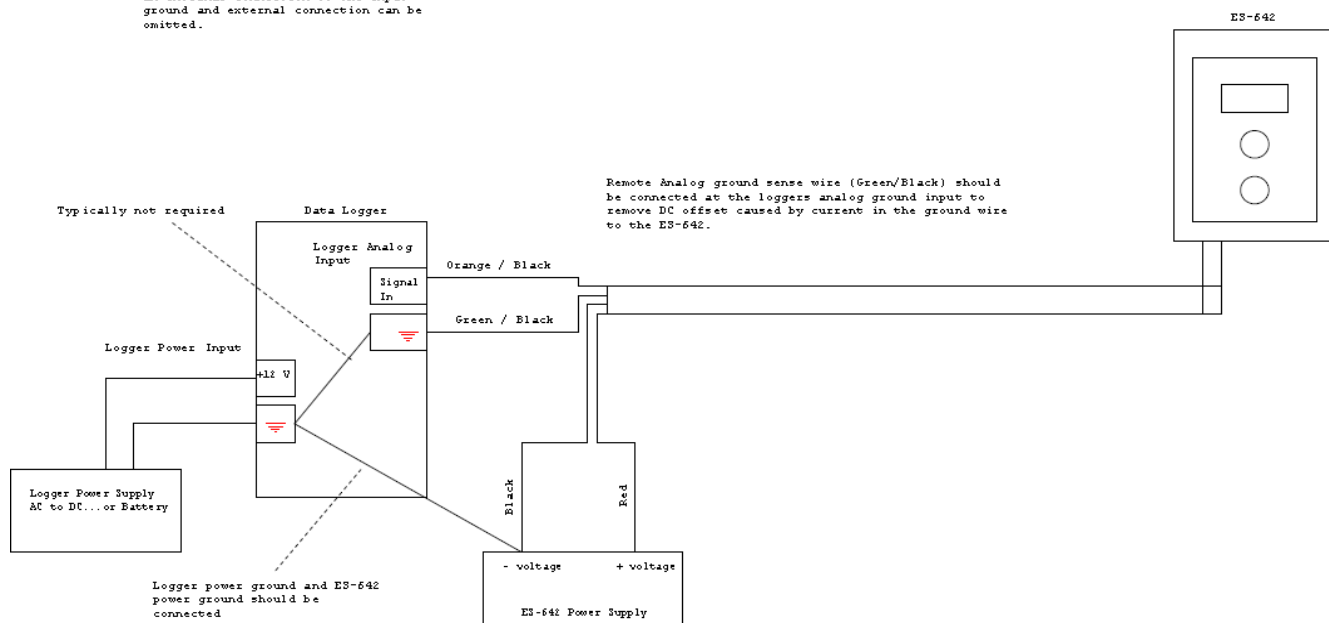 ground and external connection can be
omitted.
ES-642
Remote Analog ground sense wire (Green/Black) should
be connected at the loggers analog ground input to
remove DC offset caused by current in the ground wire
to the ES-642.
Typically not required
Data Logger
Logger Analog
Input
Orange / Black
Signal
In
Green / Black
Logger Power Input
+12 V
Logger Power Supply
AC to DC...or Battery
Black
Red
- voltage
+ voltage
Logger power ground and ES-642
power ground should be
connected
ES-642 Power Supply